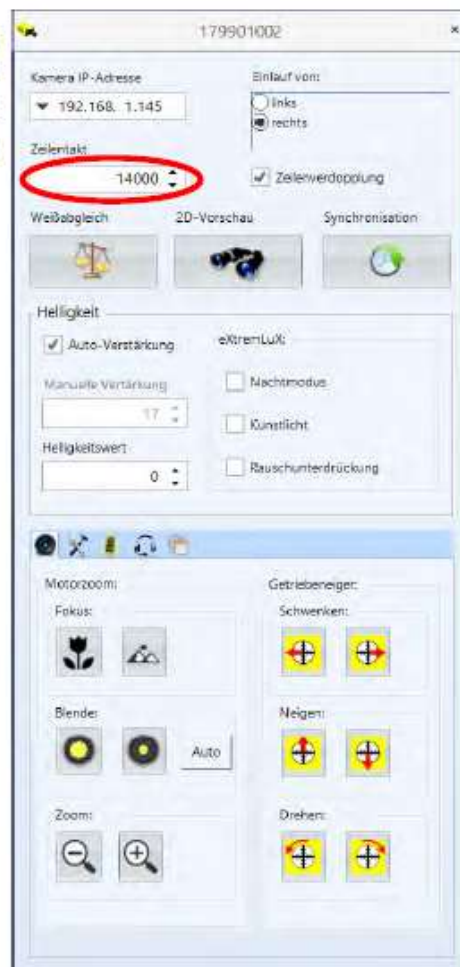 179901002
×
Kamera IP-Adresse
192.168. 1.145
Einlauf von:
links
rechts
Zeilentakt
14000
Zeilenverdopplung
Weißabgleich
2D-Vorschau
Synchronisation
Helligkeit
Auto-Verstärkung
eXtremLuX:
Manuelle Vertärkung
17
Nachtmodus
Kunstlicht
Helligkeitswert
0
Rauschunterdrückung
Motorzoom:
Getriebeneiger:
Fokus:
Schwenken:
Blende:
Auto
Neigen:
Zoom:
Drehen: